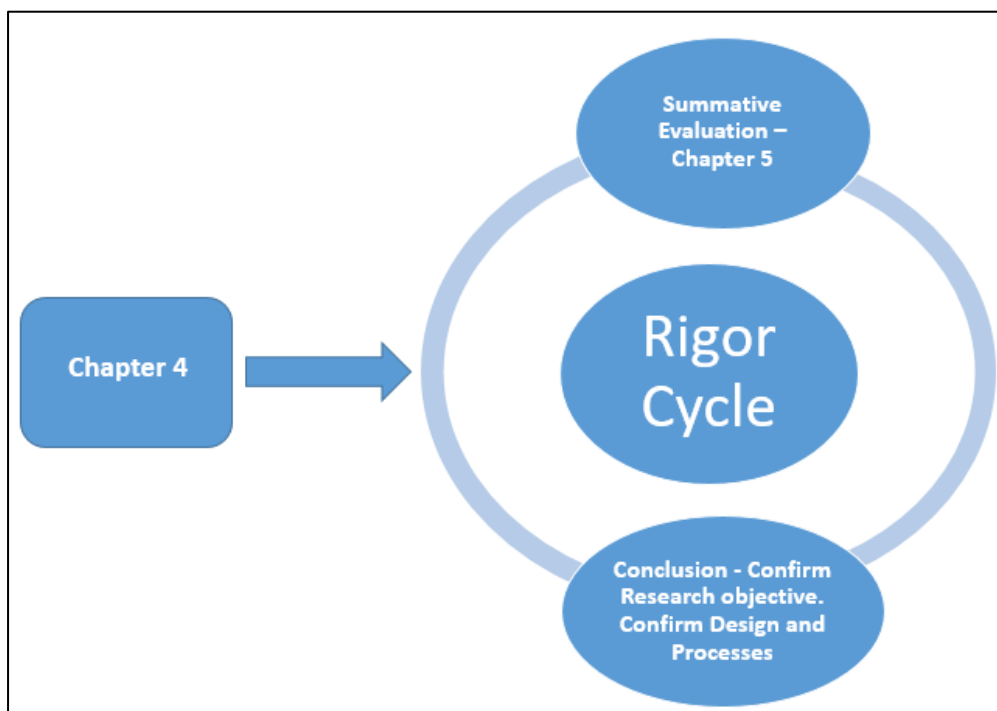 Summative
Evaluation –
Chapter 5
Chapter 4
Rigor
Cycle
Conclusion - Confirm
Research objective.
Confirm Design and
Processes